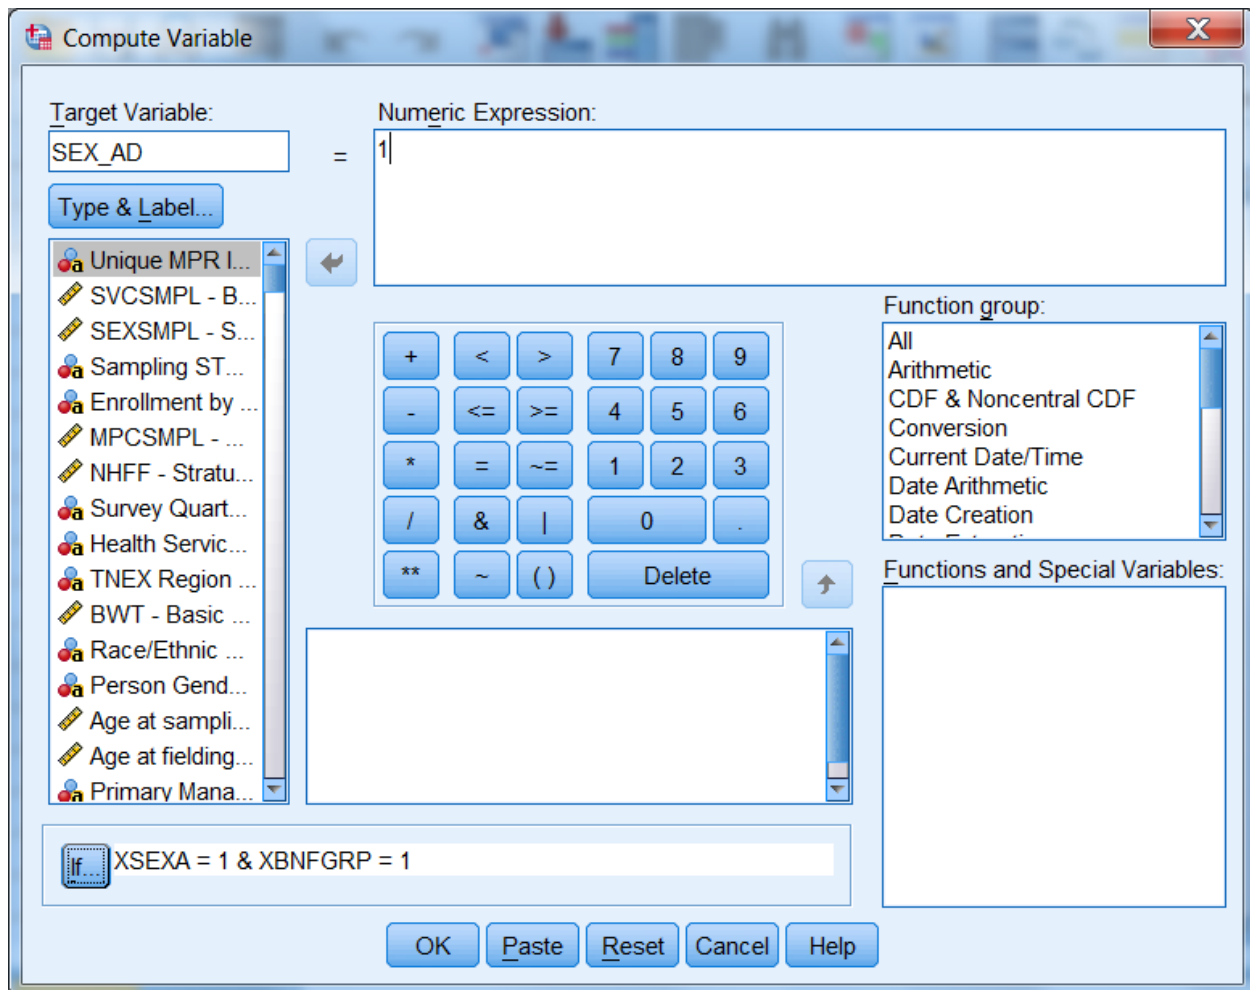 Compute Variable
X
Target Variable:
SEX_AD
=
Numeric Expression:
1
Type & Label...
Unique MPR I...
SVCSMPL - B...
SEXSMPL - S...
Sampling ST...
Enrollment by ...
MPCSMPL - ...
NHFF - Stratu...
Survey Quart...
Health Servic...
TNEX Region ...
BWT - Basic ...
Race/Ethnic ...
Person Gend...
Age at sampli...
Age at fielding...
Primary Mana...
+ < > 7 8 9
- <= >= 4 5 6
* = ~= 1 2 3
/ & | 0 .
** ~ ( ) Delete
Function group:
All
Arithmetic
CDF & Noncentral CDF
Conversion
Current Date/Time
Date Arithmetic
Date Creation
Functions and Special Variables:
If... XSEXA = 1 & XBNFGRP = 1
OK Paste Reset Cancel Help